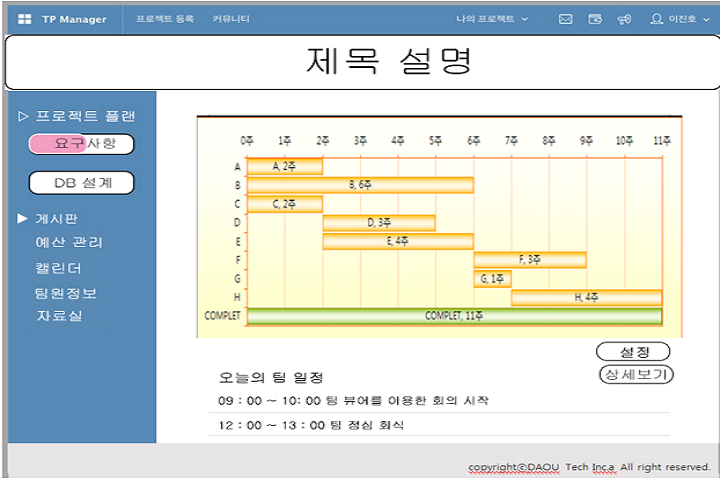 TP Manager 프로젝트 등록 커뮤니티 나의 프로젝트 이진호
제목 설명
▷ 프로젝트 플랜
요구사항
DB 설계
▶ 게시판
예산 관리
캘린더
팀원정보
자료실
0주 1주 2주 3주 4주 5주 6주 7주 8주 9주 10주 11주
A A, 2주
B B, 6주
C C, 2주
D D, 3주
E E, 4주
F F, 3주
G G, 1주
H H, 4주
COMPLET COMPLET, 11주
설정
상세보기
오늘의 팀 일정
09 : 00 ~ 10: 00 팀 뷰어를 이용한 회의 시작
12 : 00 ~ 13 : 00 팀 점심 회식
copyright©DAOU Tech Inc.a All right reserved.